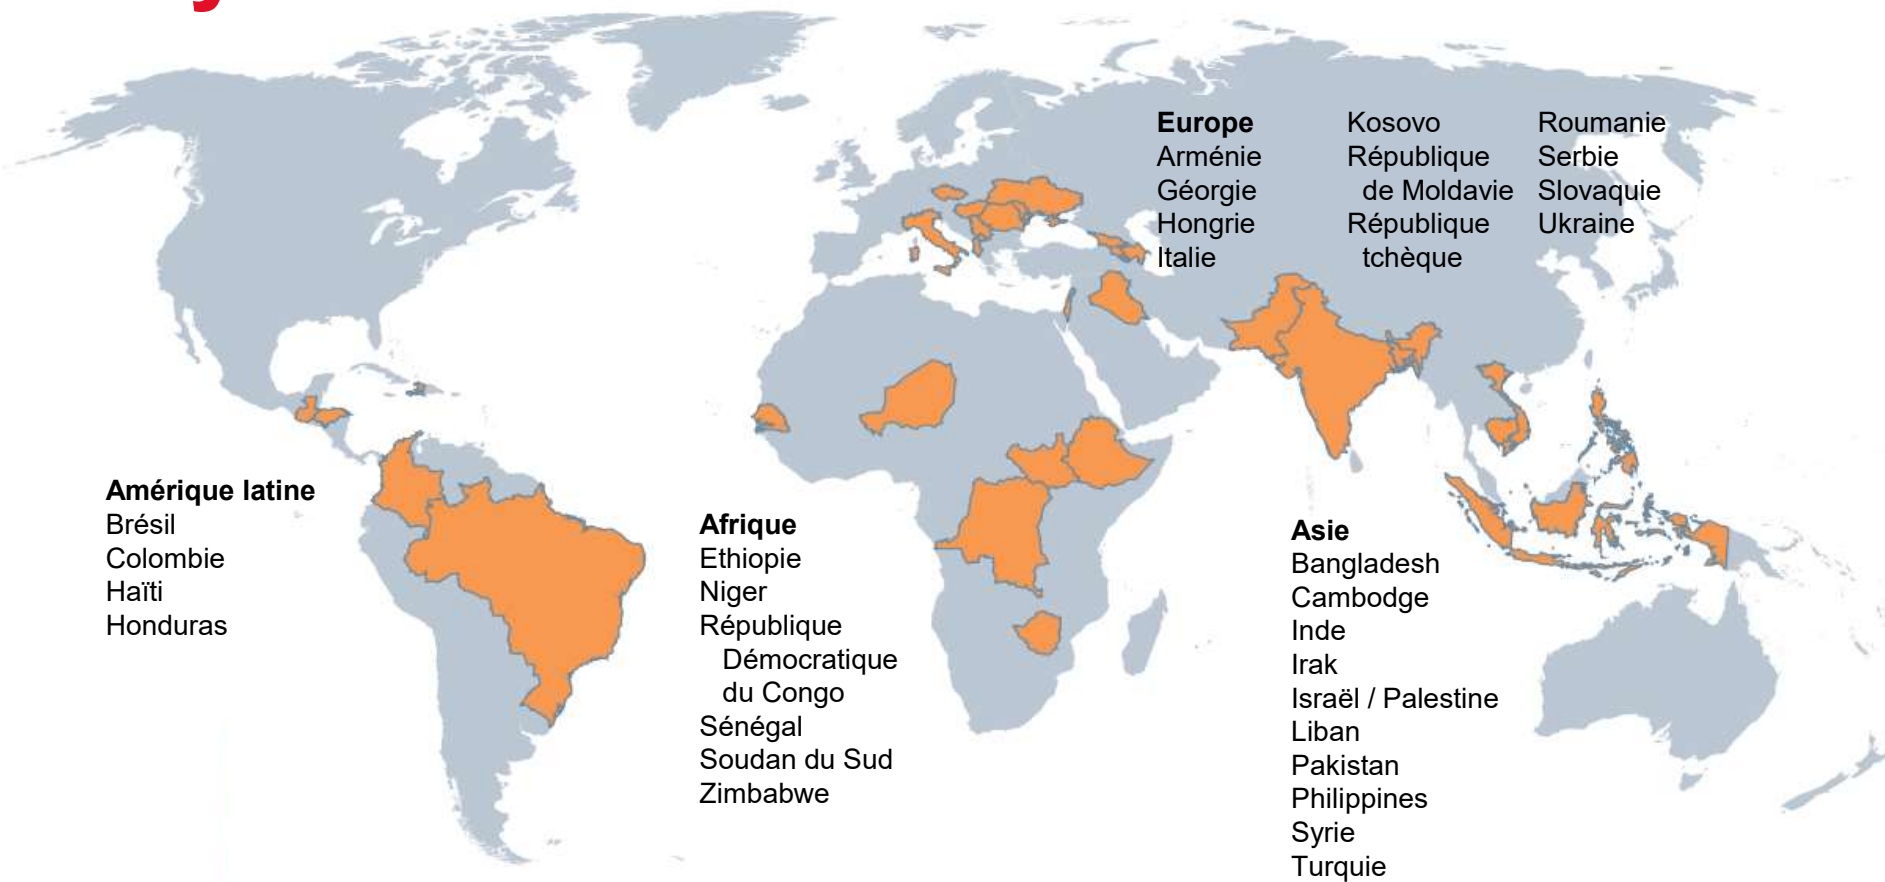 Europe
Arménie
Géorgie
Hongrie
Italie
Kosovo
République
de Moldavie
République
tchèque
Roumanie
Serbie
Slovaquie
Ukraine
Amérique latine
Brésil
Colombie
Haïti
Honduras
Afrique
Ethiopie
Niger
République
Démocratique
du Congo
Sénégal
Soudan du Sud
Zimbabwe
Asie
Bangladesh
Cambodge
Inde
Irak
Israël / Palestine
Liban
Pakistan
Philippines
Syrie
Turquie